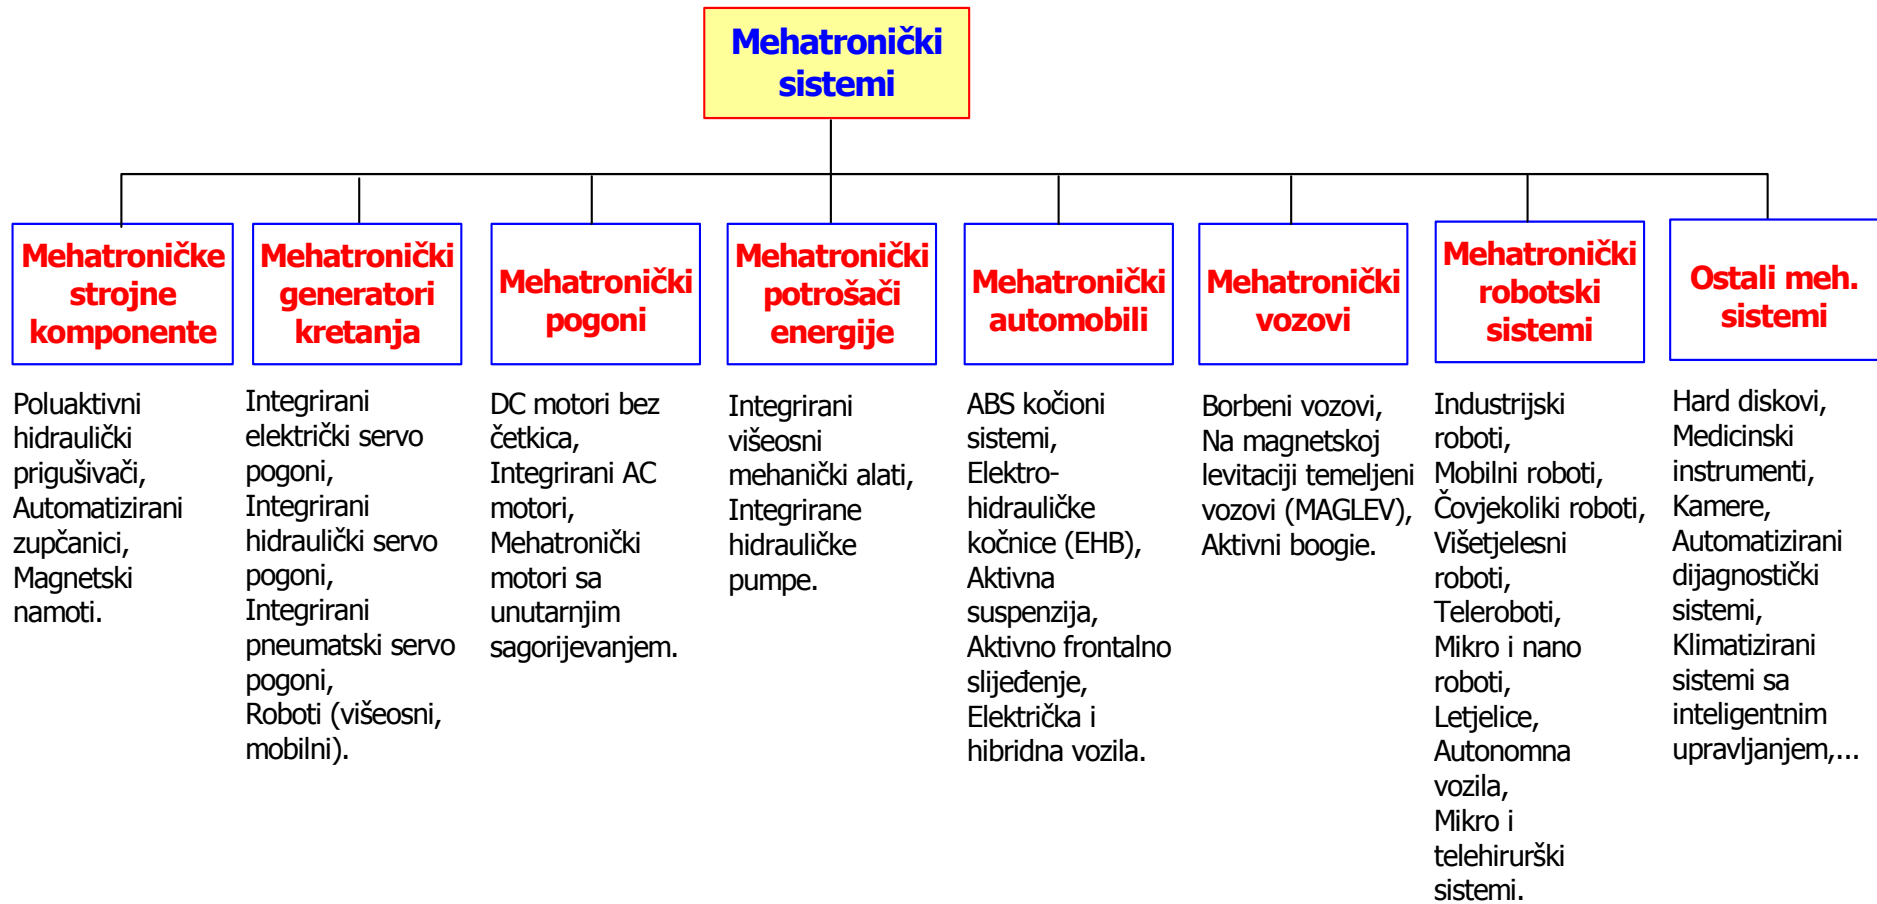 Mehatronički
sistemi
Mehatroničke
strojne
komponente
Mehatronički
generatori
kretanja
Mehatronički
pogoni
Mehatronički
potrošači
energije
Mehatronički
automobili
Mehatronički
vozovi
Mehatronički
robotski
sistemi
Ostali meh.
sistemi
Poluaktivni
hidraulički
prigušivači,
Automatizirani
zupčanici,
Magnetski
namoti.
Integrirani
električki servo
pogoni,
Integrirani
hidraulički servo
pogoni,
Integrirani
pneumatski servo
pogoni,
Roboti (višeosni,
mobilni).
DC motori bez
četkica,
Integrirani AC
motori,
Mehatronički
motori sa
unutarnjim
sagorijevanjem.
Integrirani
višeosni
mehanički alati,
Integrirane
hidrauličke
pumpe.
ABS kočioni
sistemi,
Elektro-
hidrauličke
kočnice (EHB),
Aktivna
suspenzija,
Aktivno frontalno
slijeđenje,
Električka i
hibridna vozila.
Borbeni vozovi,
Na magnetskoj
levitaciji temeljeni
vozovi (MAGLEV),
Aktivni boogie.
Industrijski
roboti,
Mobilni roboti,
Čovjekoliki roboti,
Višetjelesni
roboti,
Teleroboti,
Mikro i nano
roboti,
Letjelice,
Autonomna
vozila,
Mikro i
telehirurški
sistemi.
Hard diskovi,
Medicinski
instrumenti,
Kamere,
Automatizirani
dijagnostički
sistemi,
Klimatizirani
sistemi sa
inteligentnim
upravljanjem,...